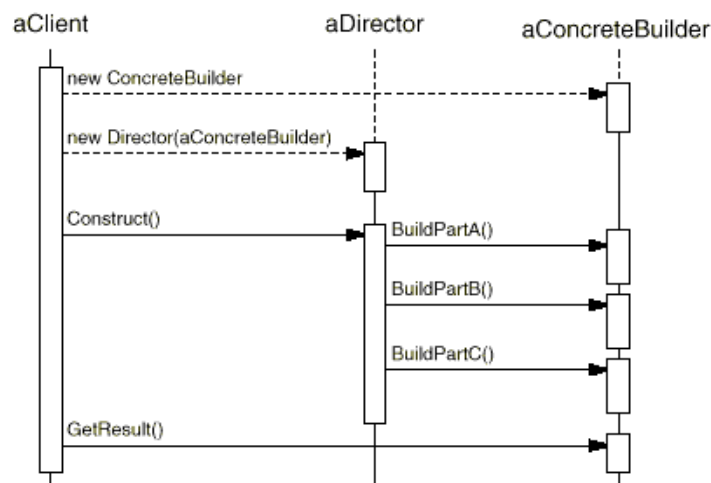 aClient
aDirector
aConcreteBuilder
new ConcreteBuilder
new Director(aConcreteBuilder)
Construct()
BuildPartA()
BuildPartB()
BuildPartC()
GetResult()